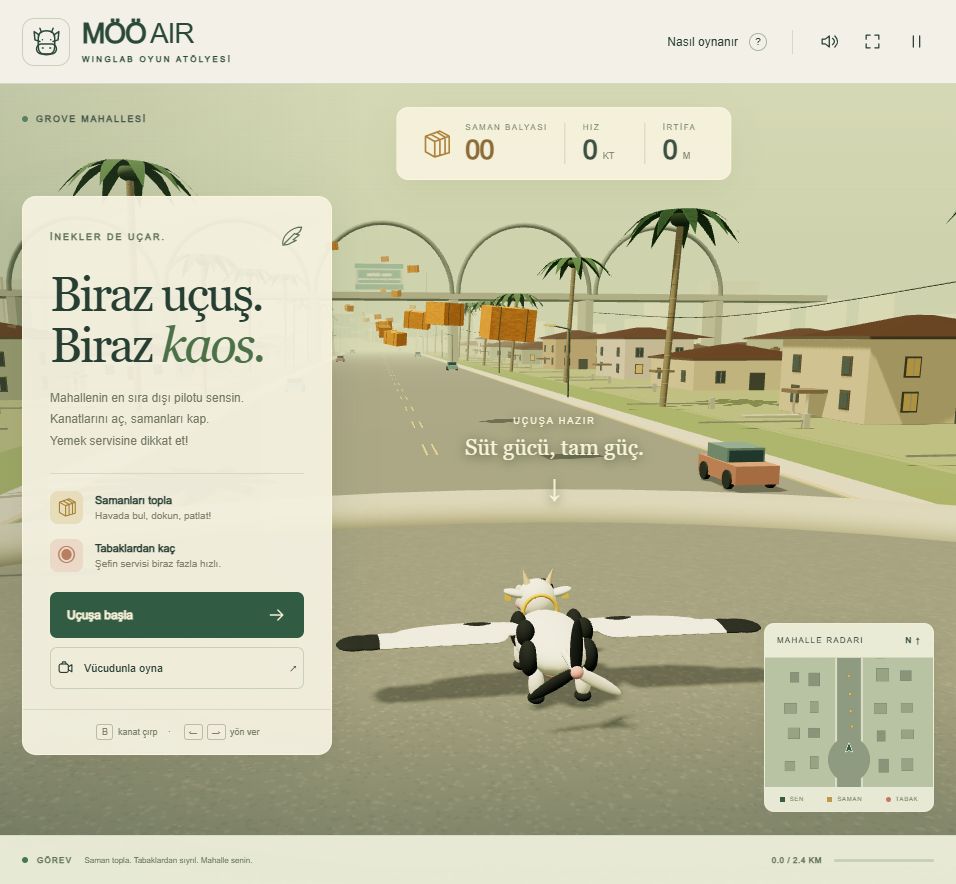 MÖÖ AIR
WINGLAB OYUN ATÖLYESİ
Nasıl oynanır ?
GROVE MAHALLESİ
SAMAN BALYASI
00
HIZ
0 KT
İRTİFA
0 M
İNEKLER DE UÇAR.
Biraz uçuş.
Biraz kaos.
Mahallenin en sıra dışı pilotu sensin.
Kanatlarını aç, samanları kap.
Yemek servisine dikkat et!
Samanları topla
Havada bul, dokun, patlat!
Tabaklardan kaç
Şefin servisi biraz fazla hızlı.
Uçuşa başla →
Vücudunla oyna ↗
B kanat çırp · ← → yön ver
UÇUŞA HAZIR
Süt gücü, tam güç.
↓
MAHALLE RADARI N ↑
SEN SAMAN TABAK
GÖREV Saman topla. Tabaklardan sıyrıl. Mahalle senin.
0.0 / 2.4 KM